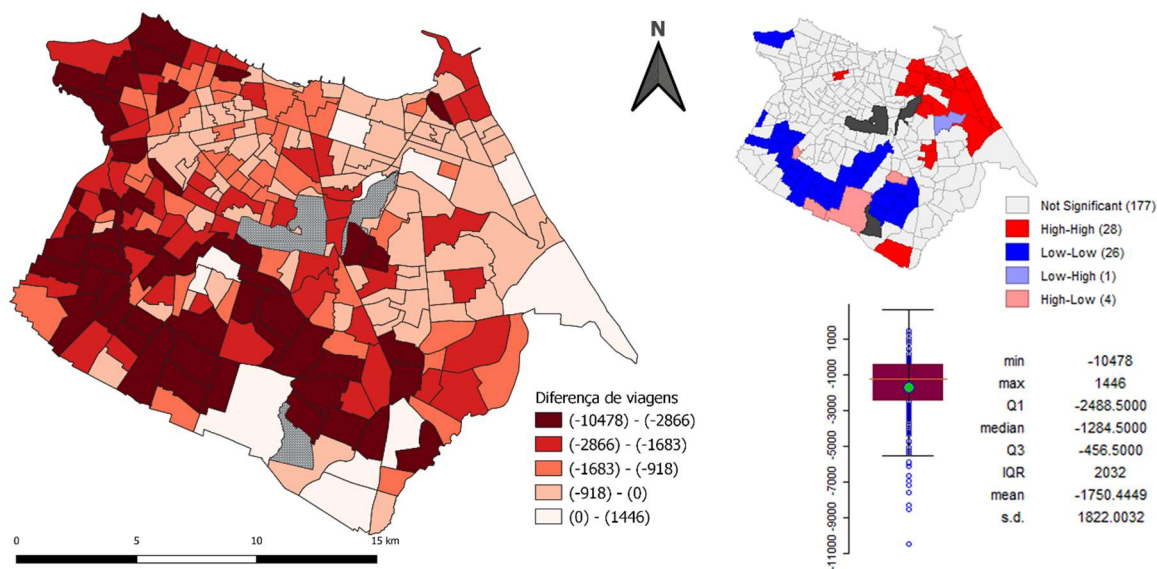 N
Diferença de viagens
(-10478) - (-2866)
(-2866) - (-1683)
(-1683) - (-918)
(-918) - (0)
(0) - (1446)
0 5 10 15 km
Not Significant (177)
High-High (28)
Low-Low (26)
Low-High (1)
High-Low (4)
1000
-1000
-3000
-5000
-7000
-9000
-11000
min -10478
max 1446
Q1 -2488.5000
median -1284.5000
Q3 -456.5000
IQR 2032
mean -1750.4449
s.d. 1822.0032